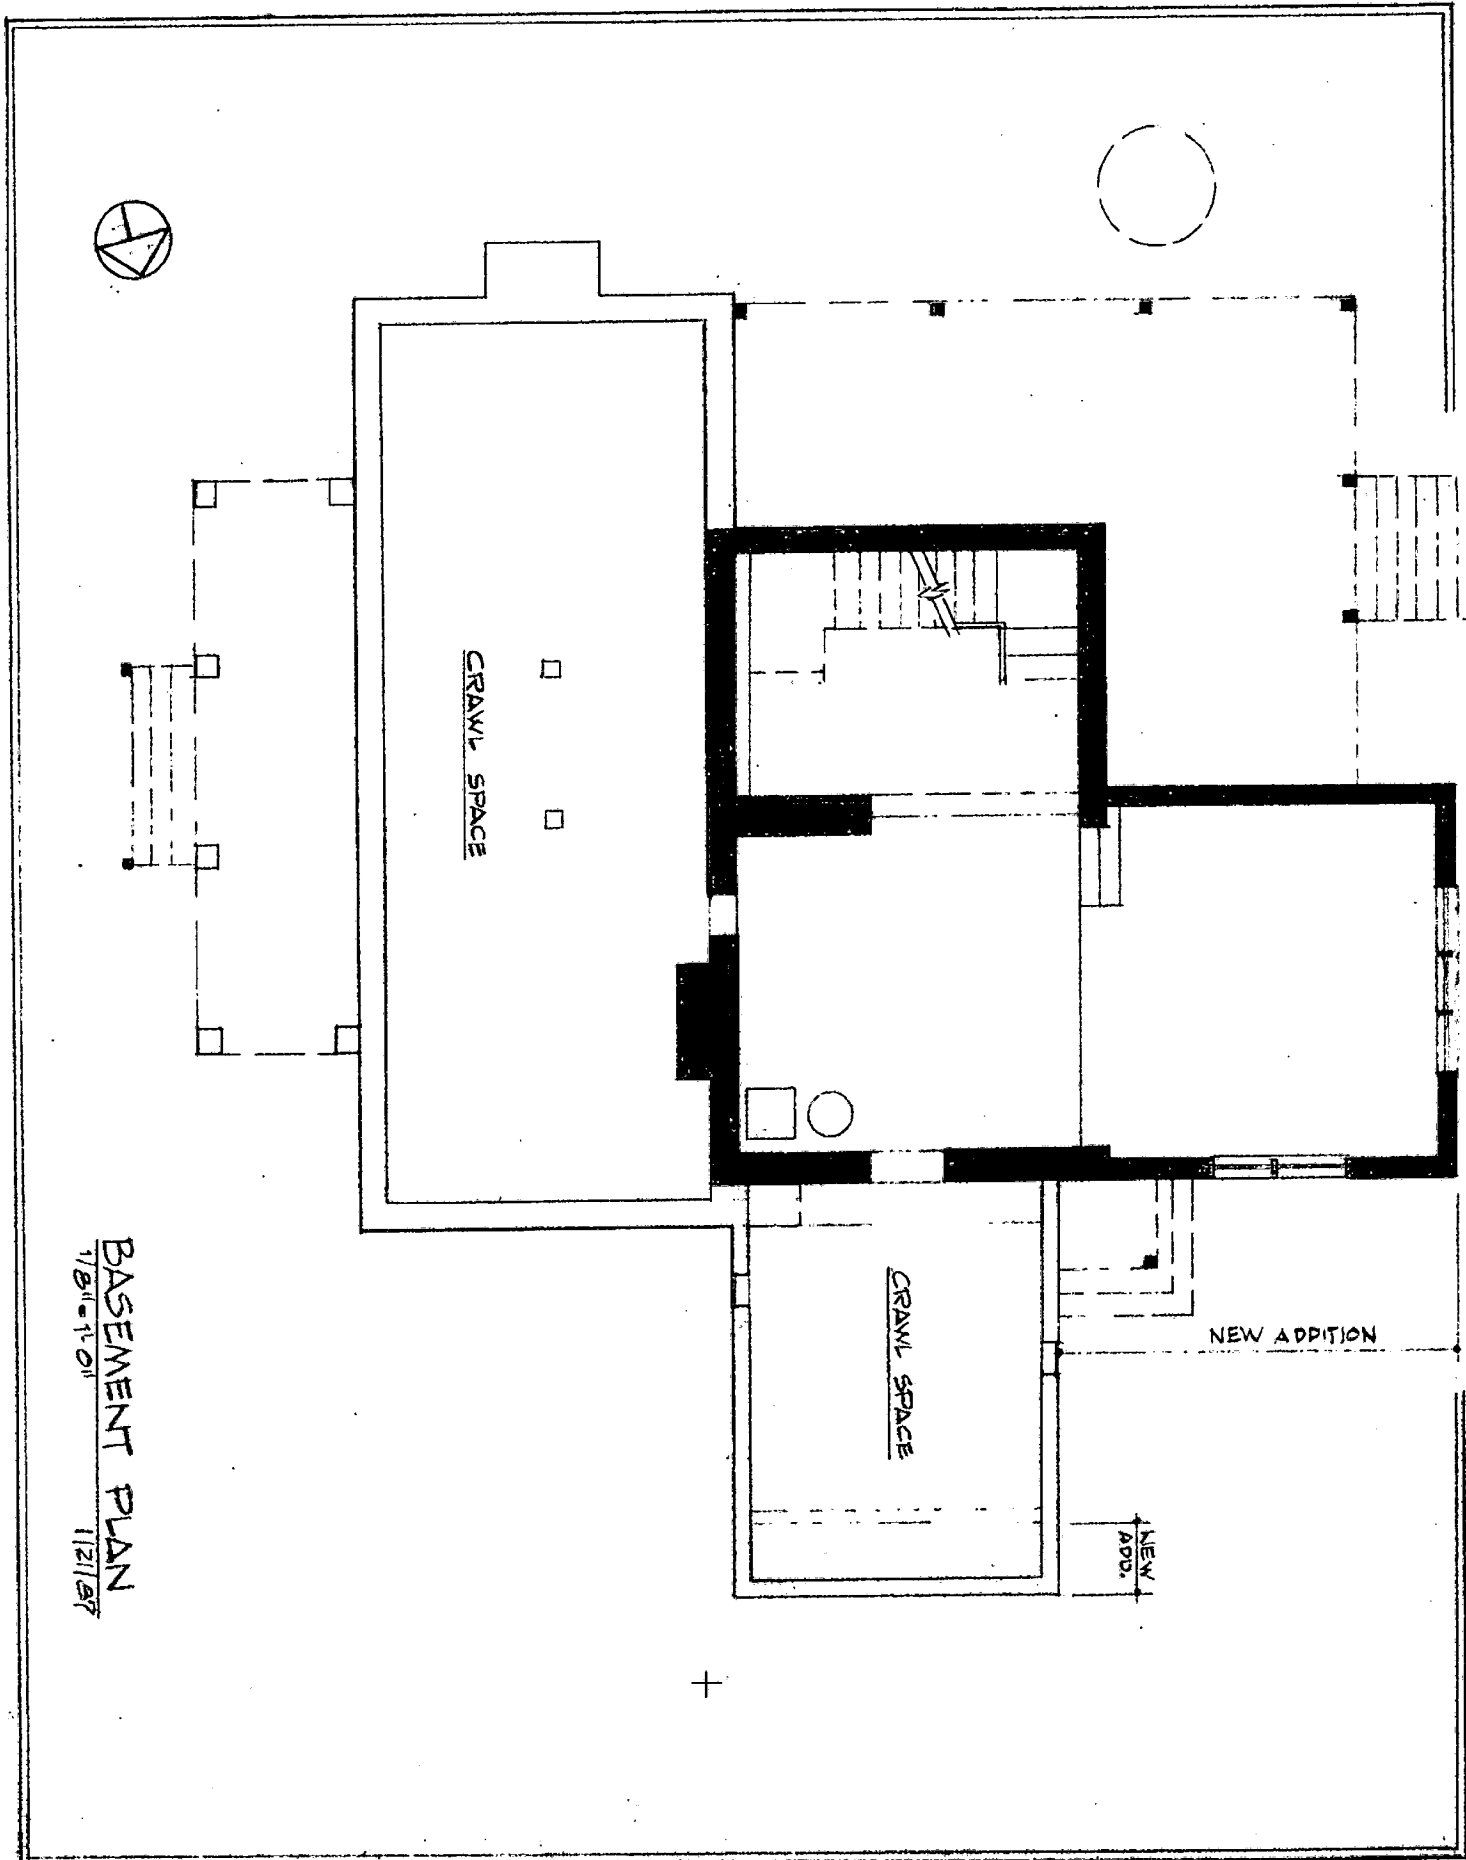 CRAWL SPACE
CRAWL SPACE
NEW ADDITION
NEW
ADD.
BASEMENT PLAN
1/8"=1'-0" 1/21/87